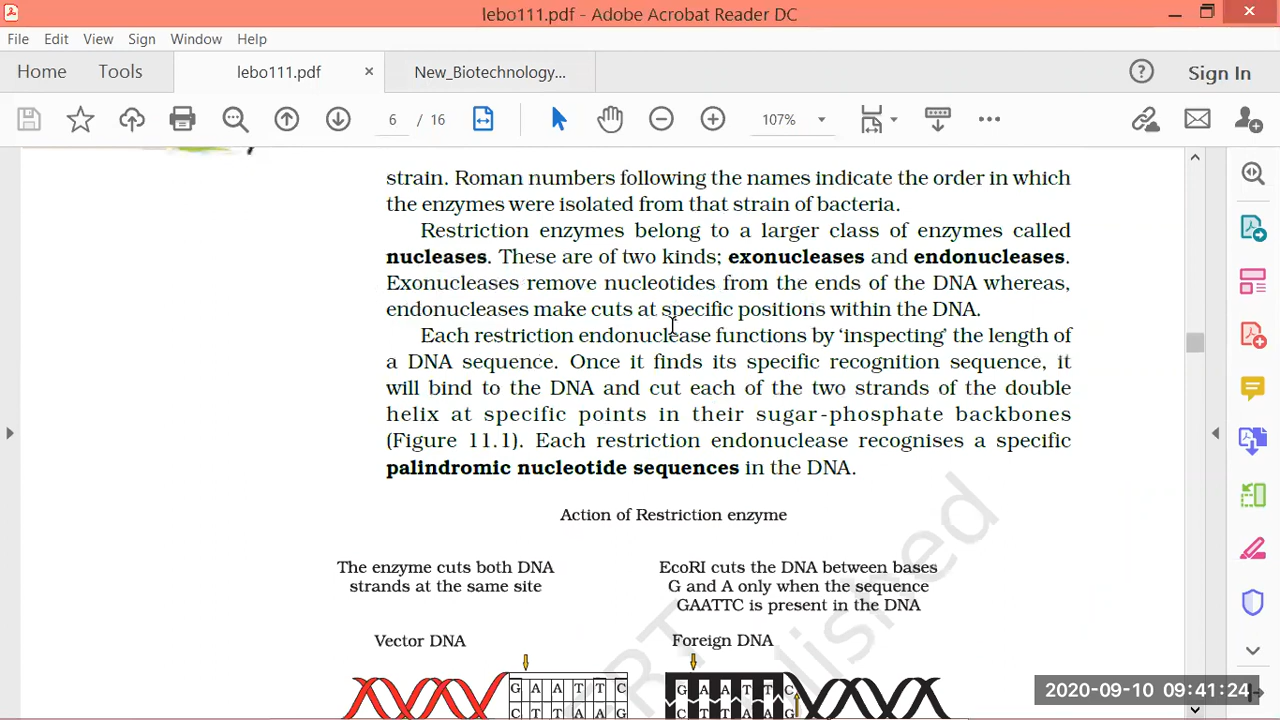 lebo111.pdf - Adobe Acrobat Reader DC
File Edit View Sign Window Help
Home Tools lebo111.pdf × New_Biotechnology... Sign In
6 / 16 107%
strain. Roman numbers following the names indicate the order in which
the enzymes were isolated from that strain of bacteria.
Restriction enzymes belong to a larger class of enzymes called
nucleases. These are of two kinds; exonucleases and endonucleases.
Exonucleases remove nucleotides from the ends of the DNA whereas,
endonucleases make cuts at specific positions within the DNA.
Each restriction endonuclease functions by ‘inspecting’ the length of
a DNA sequence. Once it finds its specific recognition sequence, it
will bind to the DNA and cut each of the two strands of the double
helix at specific points in their sugar-phosphate backbones
(Figure 11.1). Each restriction endonuclease recognises a specific
palindromic nucleotide sequences in the DNA.
Action of Restriction enzyme
The enzyme cuts both DNA
strands at the same site
EcoRI cuts the DNA between bases
G and A only when the sequence
GAATTC is present in the DNA
Vector DNA
Foreign DNA
G A A T T C
C T T A A G
G A A T T C
C T T A A G
2020-09-10 09:41:24